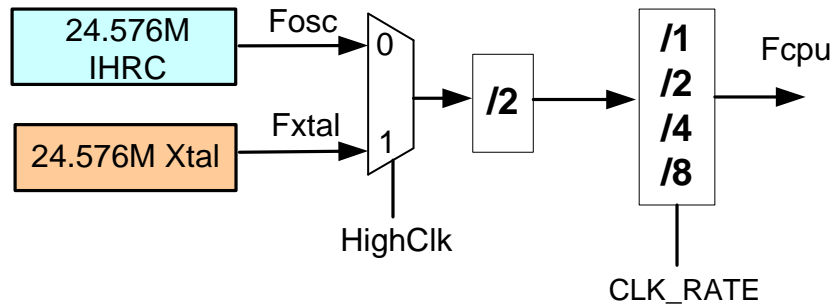 24.576M
IHRC
Fosc
0
/2
/1
/2
/4
/8
Fcpu
24.576M Xtal
Fxtal
1
HighClk
CLK_RATE